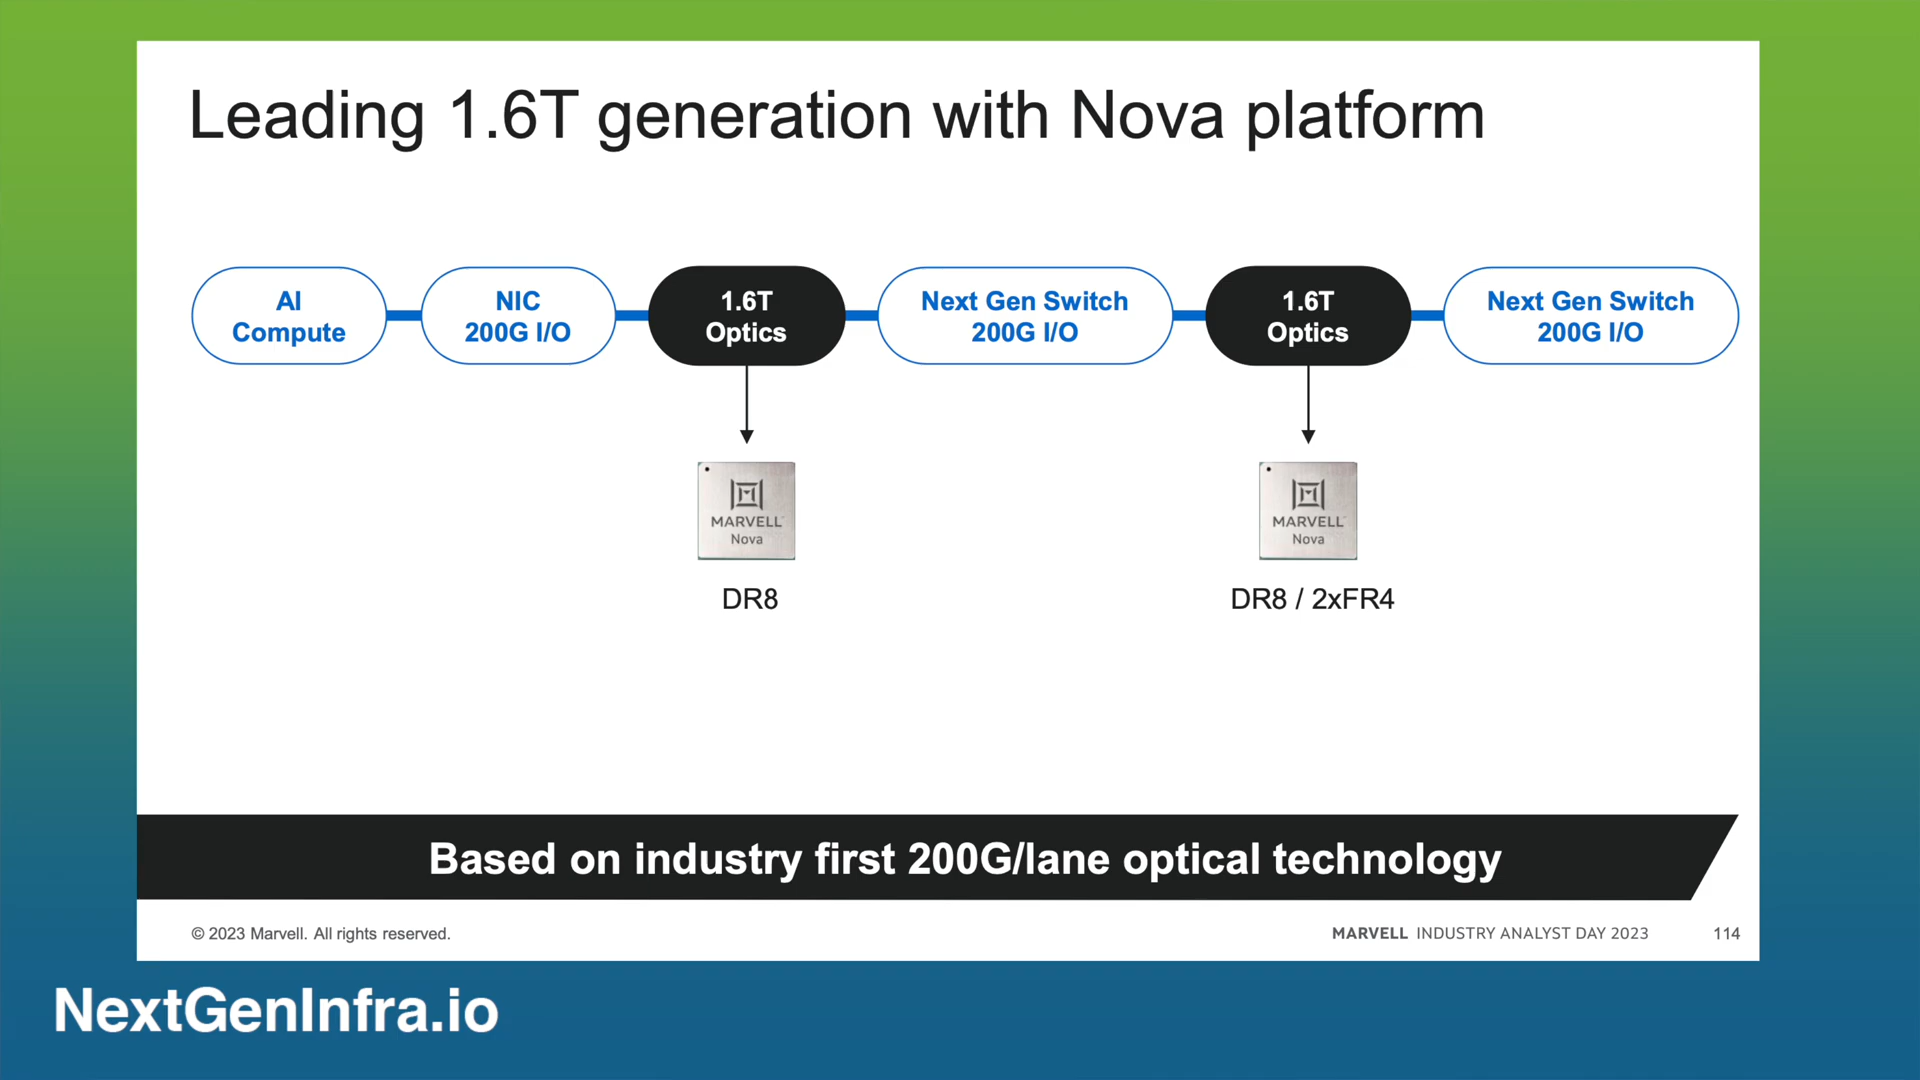 Leading 1.6T generation with Nova platform
AI
Compute
NIC
200G I/O
1.6T
Optics
Next Gen Switch
200G I/O
1.6T
Optics
Next Gen Switch
200G I/O
MARVELL
Nova
MARVELL
Nova
DR8
DR8 / 2xFR4
Based on industry first 200G/lane optical technology
© 2023 Marvell. All rights reserved.
MARVELL INDUSTRY ANALYST DAY 2023
114
NextGenInfra.io